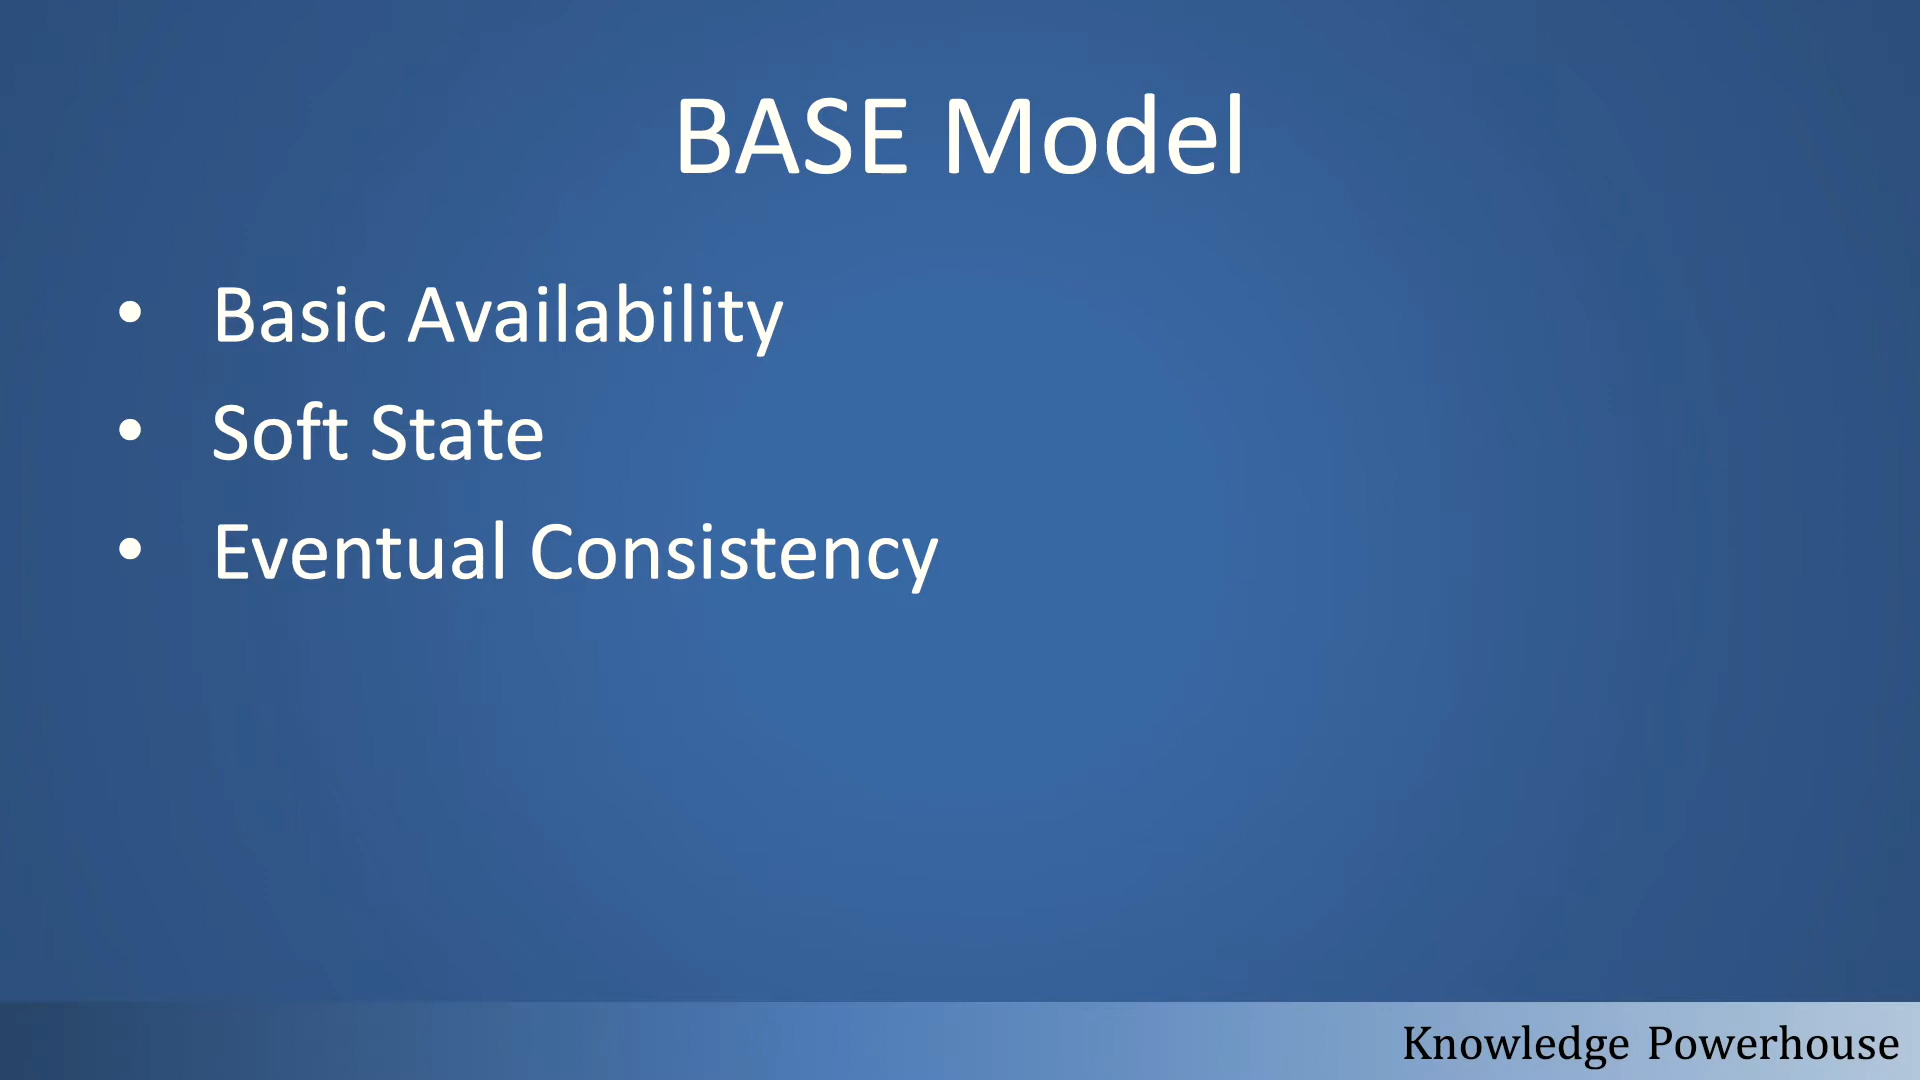 BASE Model
• Basic Availability
• Soft State
• Eventual Consistency
Knowledge Powerhouse